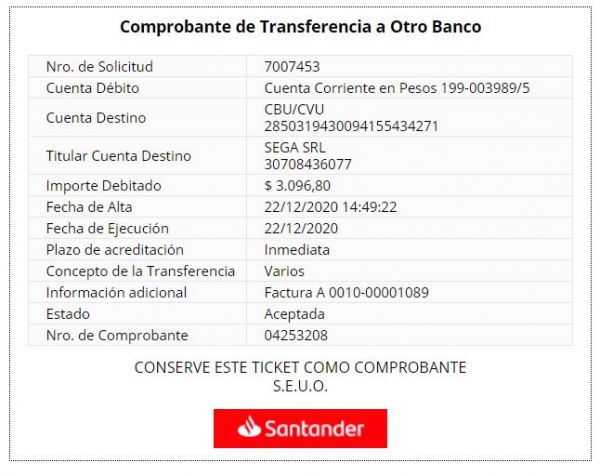 Comprobante de Transferencia a Otro Banco
Nro. de Solicitud 7007453
Cuenta Débito Cuenta Corriente en Pesos 199-003989/5
Cuenta Destino CBU/CVU
2850319430094155434271
Titular Cuenta Destino SEGA SRL
30708436077
Importe Debitado $ 3.096,80
Fecha de Alta 22/12/2020 14:49:22
Fecha de Ejecución 22/12/2020
Plazo de acreditación Inmediata
Concepto de la Transferencia Varios
Información adicional Factura A 0010-00001089
Estado Aceptada
Nro. de Comprobante 04253208
CONSERVE ESTE TICKET COMO COMPROBANTE
S.E.U.O.
Santander